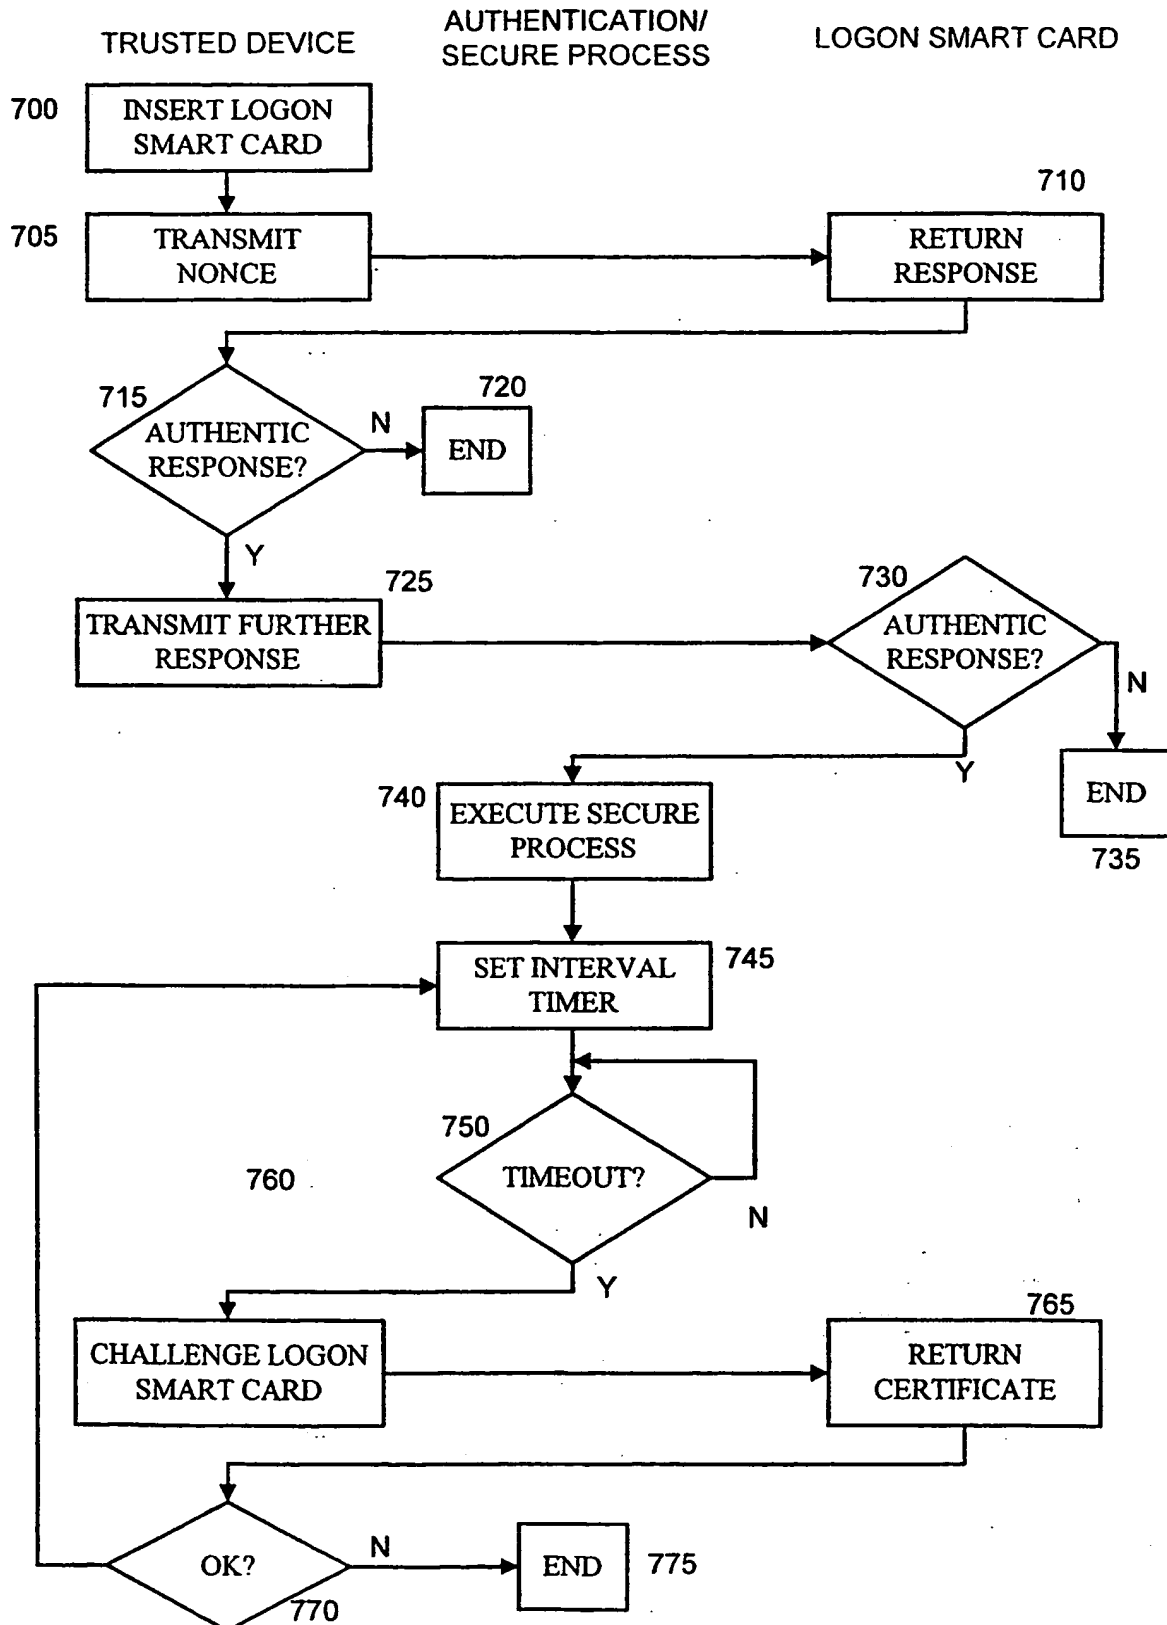 TRUSTED DEVICE
AUTHENTICATION/
SECURE PROCESS
LOGON SMART CARD
700
INSERT LOGON
SMART CARD
705
TRANSMIT
NONCE
710
RETURN
RESPONSE
715
AUTHENTIC
RESPONSE?
N
720
END
Y
725
TRANSMIT FURTHER
RESPONSE
730
AUTHENTIC
RESPONSE?
N
Y
END
735
740
EXECUTE SECURE
PROCESS
745
SET INTERVAL
TIMER
750
TIMEOUT?
N
760
Y
CHALLENGE LOGON
SMART CARD
765
RETURN
CERTIFICATE
OK?
N
770
END
775